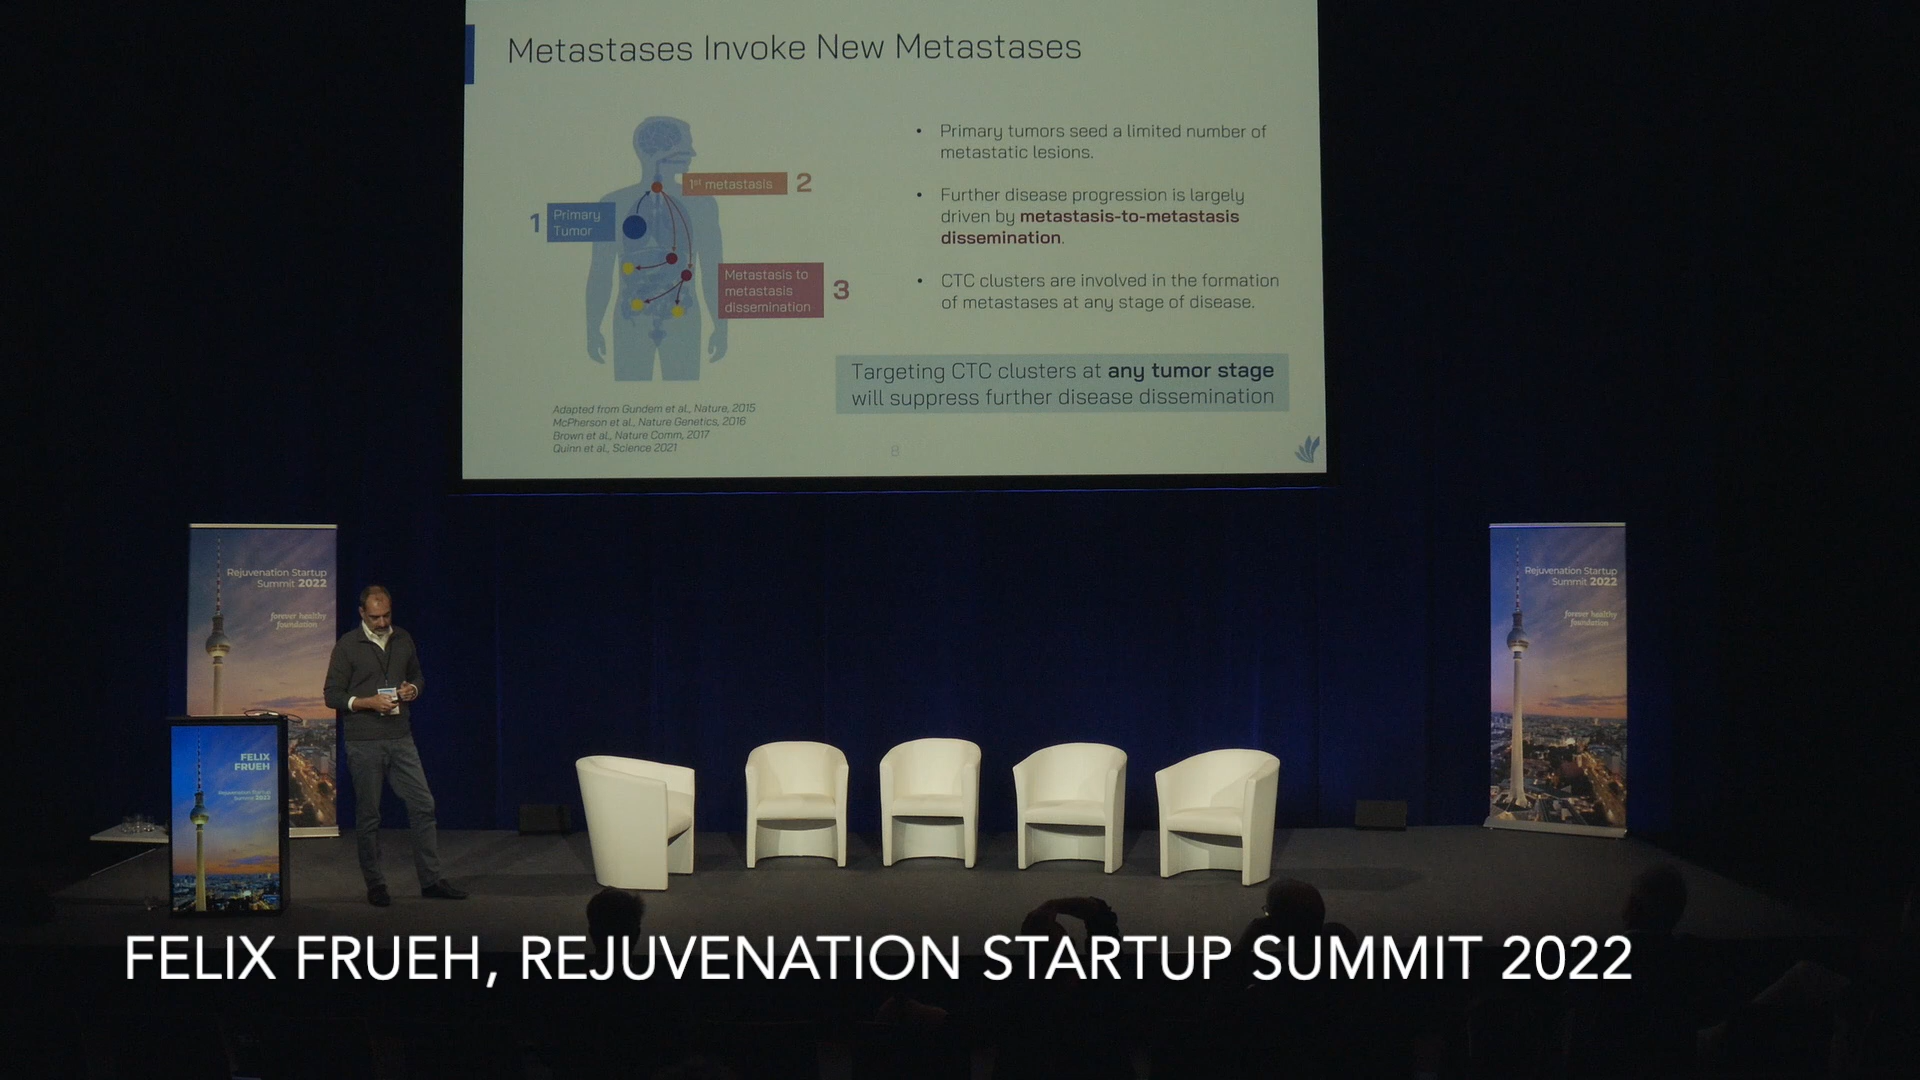 Metastases Invoke New Metastases
1st metastasis 2
1 Primary
Tumor
Metastasis to
metastasis
dissemination 3
• Primary tumors seed a limited number of
metastatic lesions.
• Further disease progression is largely
driven by metastasis-to-metastasis
dissemination.
• CTC clusters are involved in the formation
of metastases at any stage of disease.
Targeting CTC clusters at any tumor stage
will suppress further disease dissemination
Adapted from Gundem et al., Nature, 2015
McPherson et al., Nature Genetics, 2016
Brown et al., Nature Comm, 2017
Quinn et al., Science 2021
8
Rejuvenation Startup
Summit 2022
forever healthy
foundation
Rejuvenation Startup
Summit 2022
forever healthy
foundation
FELIX
FRUEH
Rejuvenation Startup
Summit 2022
FELIX FRUEH, REJUVENATION STARTUP SUMMIT 2022